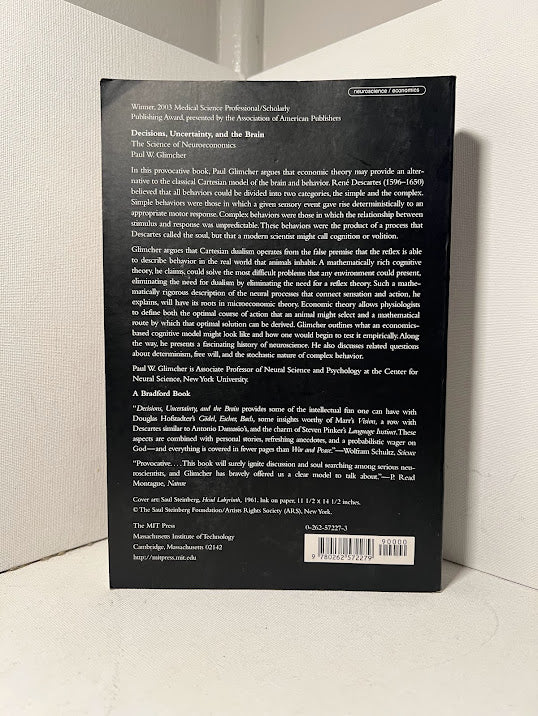 neuroscience / economics
Winner, 2003 Medical Science Professional/Scholarly
Publishing Award, presented by the Association of American Publishers
Decisions, Uncertainty, and the Brain
The Science of Neuroeconomics
Paul W. Glimcher
In this provocative book, Paul Glimcher argues that economic theory may provide an alter-
native to the classical Cartesian model of the brain and behavior. René Descartes (1596–1650)
believed that all behaviors could be divided into two categories, the simple and the complex.
Simple behaviors were those in which a given sensory event gave rise deterministically to an
appropriate motor response. Complex behaviors were those in which the relationship between
stimulus and response was unpredictable. These behaviors were the product of a process that
Descartes called the soul, but that a modern scientist might call cognition or volition.
Glimcher argues that Cartesian dualism operates from the false premise that the reflex is able
to describe behavior in the real world that animals inhabit. A mathematically rich cognitive
theory, he claims, could solve the most difficult problems that any environment could present,
eliminating the need for dualism by eliminating the need for a reflex theory. Such a mathe-
matically rigorous description of the neural processes that connect sensation and action, he
explains, will have its roots in microeconomic theory. Economic theory allows physiologists
to define both the optimal course of action that an animal might select and a mathematical
route by which that optimal solution can be derived. Glimcher outlines what an economics-
based cognitive model might look like and how one would begin to test it empirically. Along
the way, he presents a fascinating history of neuroscience. He also discusses related questions
about determinism, free will, and the stochastic nature of complex behavior.
Paul W. Glimcher is Associate Professor of Neural Science and Psychology at the Center for
Neural Science, New York University.
A Bradford Book
"Decisions, Uncertainty, and the Brain provides some of the intellectual fun one can have with
Douglas Hofstadter's Gödel, Escher, Bach, some insights worthy of Marr's Vision, a row with
Descartes similar to Antonio Damasio's, and the charm of Steven Pinker's Language Instinct. These
aspects are combined with personal stories, refreshing anecdotes, and a probabilistic wager on
God—and everything is covered in fewer pages than War and Peace."—Wolfram Schultz, Science
"Provocative. . . .This book will surely ignite discussion and soul searching among serious neu-
roscientists, and Glimcher has bravely offered us a clear model to talk about."—P. Read
Montague, Nature
Cover art: Saul Steinberg, Head Labyrinth, 1961. Ink on paper, 11 1/2 x 14 1/2 inches.
© The Saul Steinberg Foundation/Artists Rights Society (ARS), New York.
The MIT Press
Massachusetts Institute of Technology
Cambridge, Massachusetts 02142
http://mitpress.mit.edu
0-262-57227-3
90000
9 780262 572279